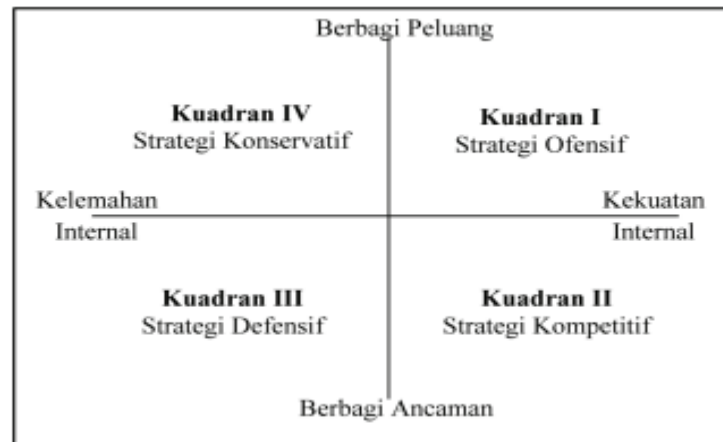 Berbagi Peluang
Kuadran IV
Strategi Konservatif
Kuadran I
Strategi Ofensif
Kelemahan
Internal
Kekuatan
Internal
Kuadran III
Strategi Defensif
Kuadran II
Strategi Kompetitif
Berbagi Ancaman